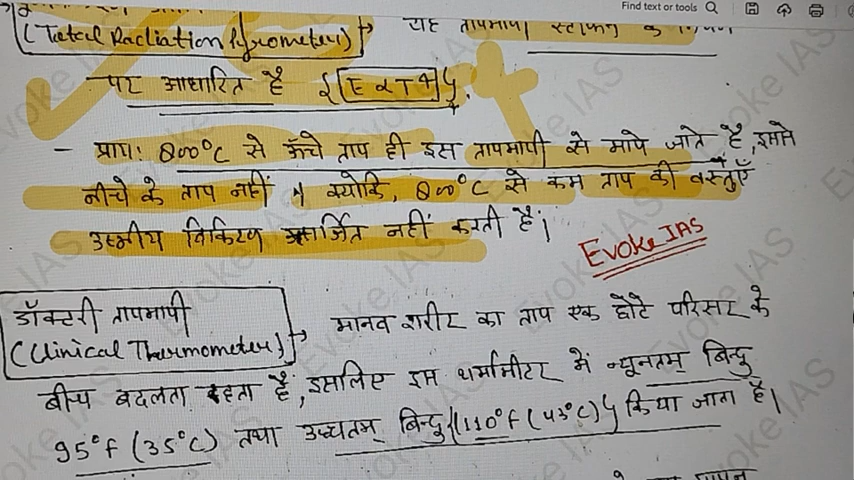 Find text or tools
(Total Radiation Pyrometer) → यह तापमापी स्टीफन के नियम
पर आधारित है {[E ∝ T4]}
- प्रायः 800°C से ऊँचे ताप ही इस तापमापी से मापे जाते है, इससे
नीचे के ताप नहीं । क्योकि, 800°C से कम ताप की वस्तुएँ
उष्मीय विकिरण उत्सर्जित नहीं करती है।
Evoke IAS
डॉक्टरी तापमापी
(Clinical Thermometer) → मानव शरीर का ताप एक छोटे परिसर के
बीच बदलता रहता है, इसलिए इस थर्मामीटर में न्यूनतम् बिन्दु
95°F (35°C) तथा उच्चतम् बिन्दु {110°F (43°C)} किया जाता है।